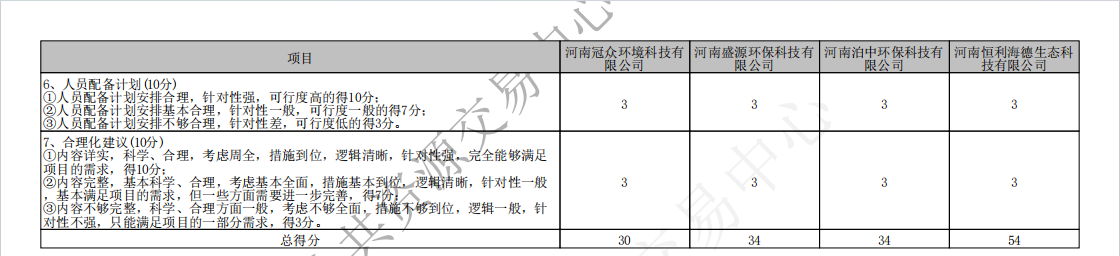 项目
河南冠众环境科技有
限公司
河南盛源环保科技有
限公司
河南泊中环保科技有
限公司
河南恒利海德生态科
技有限公司
6、人员配备计划(10分)
①人员配备计划安排合理，针对性强，可行度高的得10分；
②人员配备计划安排基本合理，针对性一般，可行度一般的得7分；
③人员配备计划安排不够合理，针对性差，可行度低的得3分。
3
3
3
3
7、合理化建议(10分)
①内容详实，科学、合理，考虑周全，措施到位，逻辑清晰，针对性强，完全能够满足
项目的需求，得10分；
②内容完整，基本科学、合理，考虑基本全面，措施基本到位，逻辑清晰，针对性一般
，基本满足项目的需求，但一些方面需要进一步完善，得7分；
③内容不够完整，科学、合理方面一般，考虑不够全面，措施不够到位，逻辑一般，针
对性不强，只能满足项目的一部分需求，得3分。
3
3
3
3
总得分
30
34
34
54
共资源交易中心
交易中心